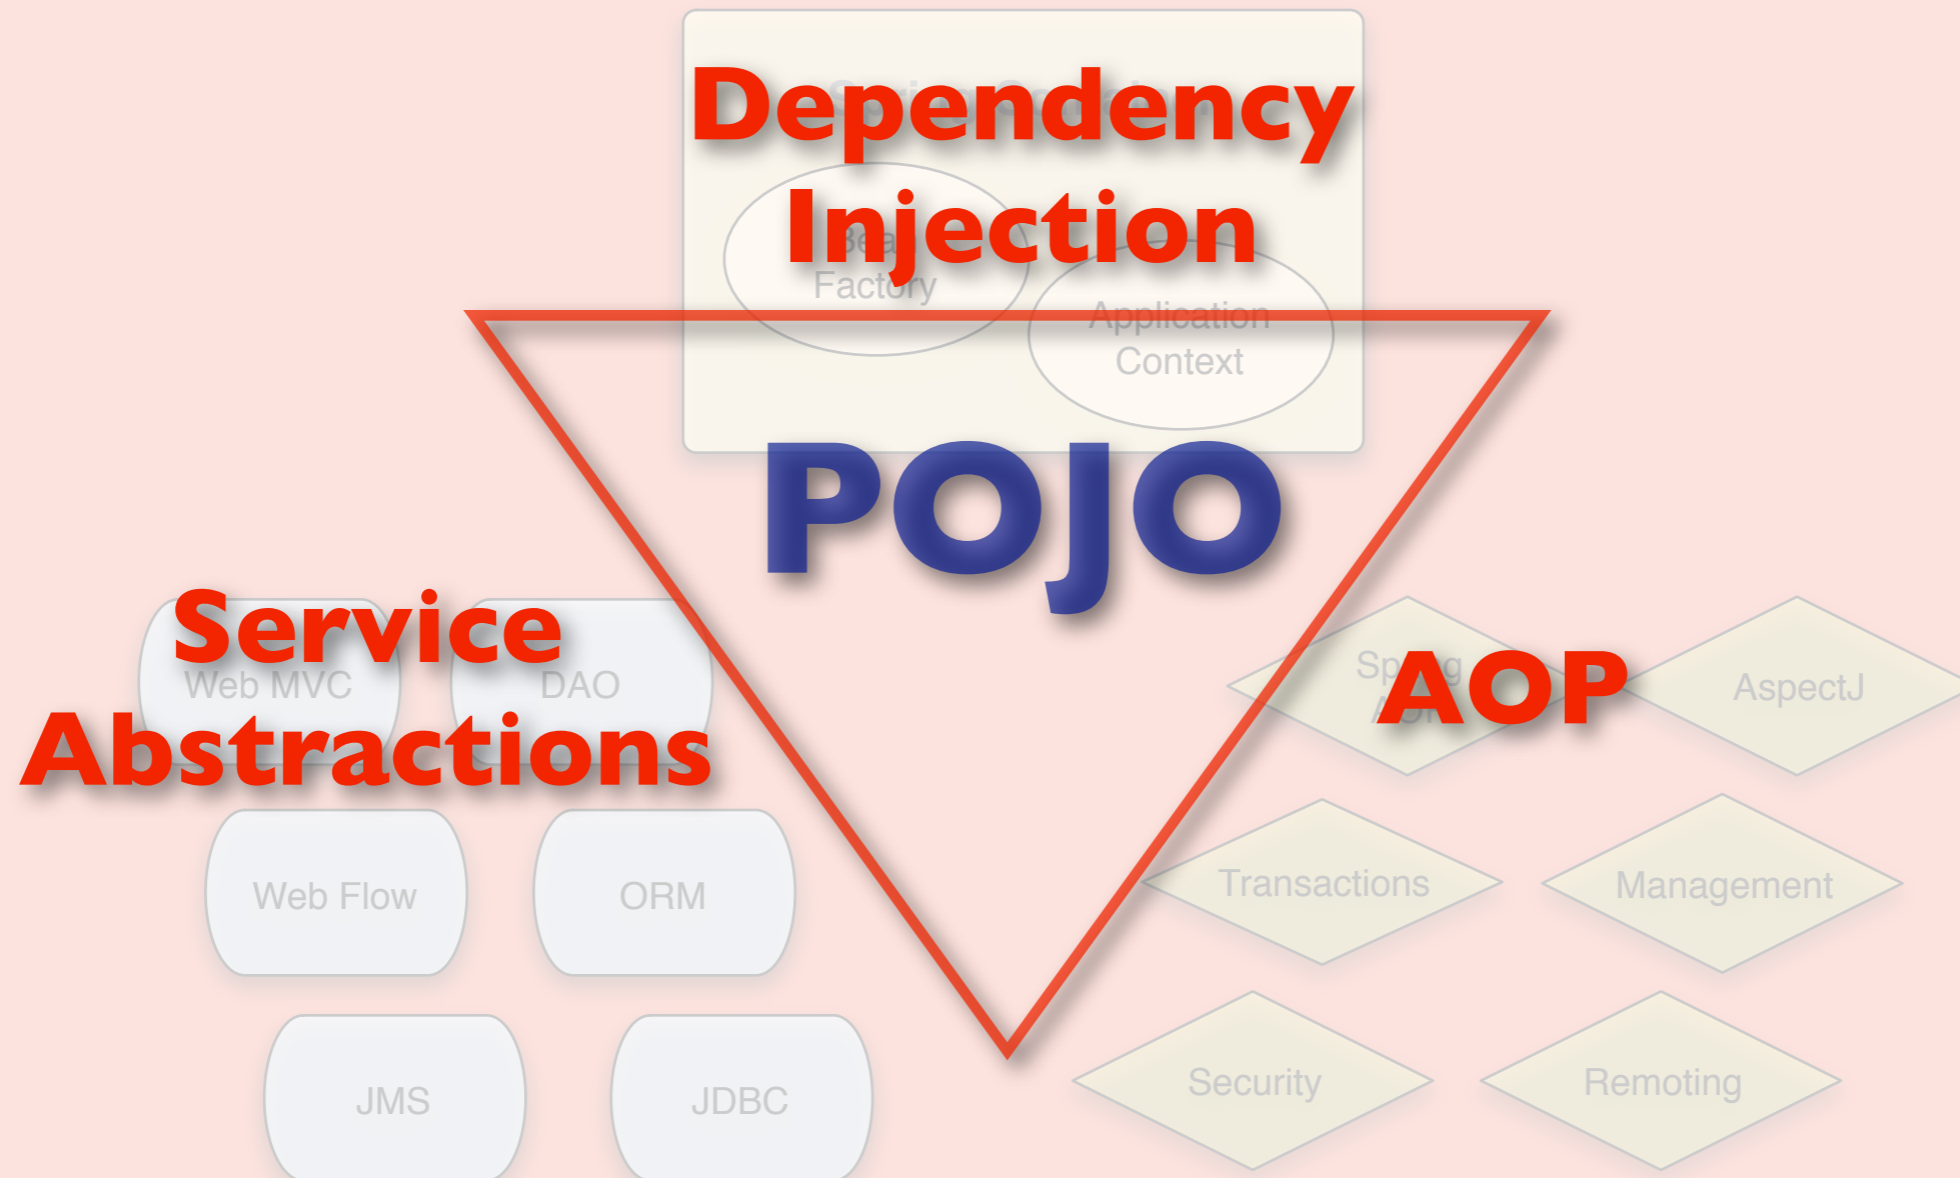 Dependency
Injection
Factory
Application
Context
POJO
Service
Abstractions
Web MVC
DAO
AOP
AspectJ
Web Flow
ORM
Transactions
Management
JMS
JDBC
Security
Remoting